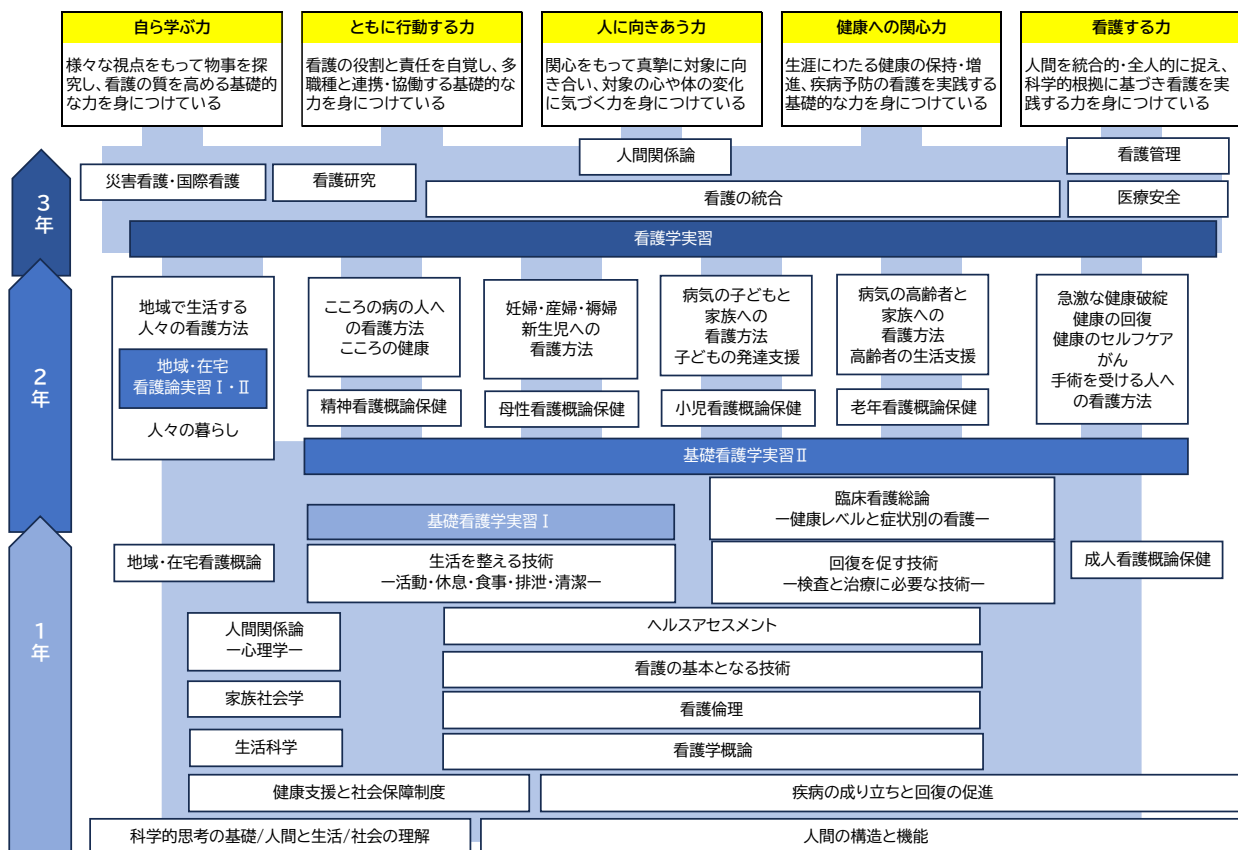 自ら学ぶ力
様々な視点をもって物事を探
究し、看護の質を高める基礎的
な力を身につけている
ともに行動する力
看護の役割と責任を自覚し、多
職種と連携・協働する基礎的な
力を身につけている
人に向きあう力
関心をもって真摯に対象に向
き合い、対象の心や体の変化
に気づく力を身につけている
健康への関心力
生涯にわたる健康の保持・増
進、疾病予防の看護を実践する
基礎的な力を身につけている
看護する力
人間を統合的・全人的に捉え、
科学的根拠に基づき看護を実
践する力を身につけている
3年
人間関係論
看護管理
災害看護・国際看護
看護研究
看護の統合
医療安全
看護学実習
2年
地域で生活する
人々の看護方法
地域・在宅
看護論実習Ⅰ・Ⅱ
人々の暮らし
こころの病の人へ
の看護方法
こころの健康
精神看護概論保健
妊婦・産婦・褥婦
新生児への
看護方法
母性看護概論保健
病気の子どもと
家族への
看護方法
子どもの発達支援
小児看護概論保健
病気の高齢者と
家族への
看護方法
高齢者の生活支援
老年看護概論保健
急激な健康破綻
健康の回復
健康のセルフケア
がん
手術を受ける人へ
の看護方法
基礎看護学実習Ⅱ
臨床看護総論
ー健康レベルと症状別の看護ー
基礎看護学実習Ⅰ
1年
地域・在宅看護概論
生活を整える技術
ー活動・休息・食事・排泄・清潔ー
回復を促す技術
ー検査と治療に必要な技術ー
成人看護概論保健
人間関係論
ー心理学ー
ヘルスアセスメント
看護の基本となる技術
家族社会学
看護倫理
生活科学
看護学概論
健康支援と社会保障制度
疾病の成り立ちと回復の促進
科学的思考の基礎/人間と生活/社会の理解
人間の構造と機能